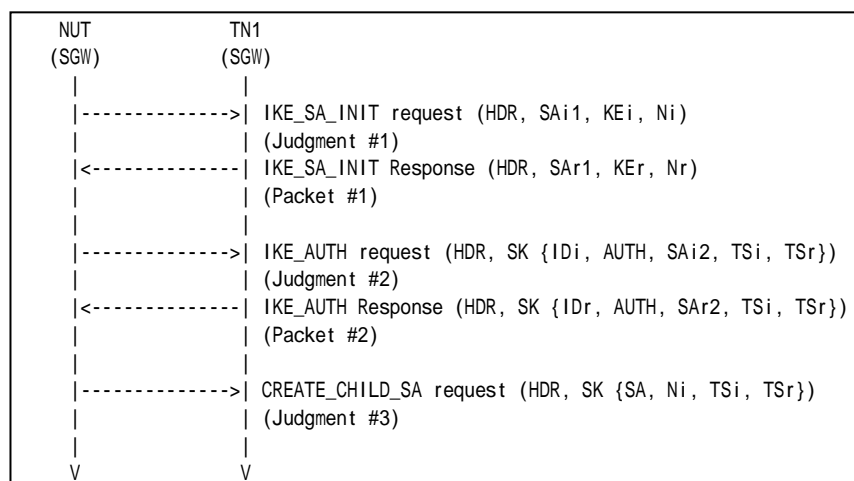 NUT TN1
(SGW) (SGW)
| |
|-------------->| IKE_SA_INIT request (HDR, SAi1, KEi, Ni)
| | (Judgment #1)
|<--------------| IKE_SA_INIT Response (HDR, SAr1, KEr, Nr)
| | (Packet #1)
| |
|-------------->| IKE_AUTH request (HDR, SK {IDi, AUTH, SAi2, TSi, TSr})
| | (Judgment #2)
|<--------------| IKE_AUTH Response (HDR, SK {IDr, AUTH, SAr2, TSi, TSr})
| | (Packet #2)
| |
|-------------->| CREATE_CHILD_SA request (HDR, SK {SA, Ni, TSi, TSr})
| | (Judgment #3)
| |
V V